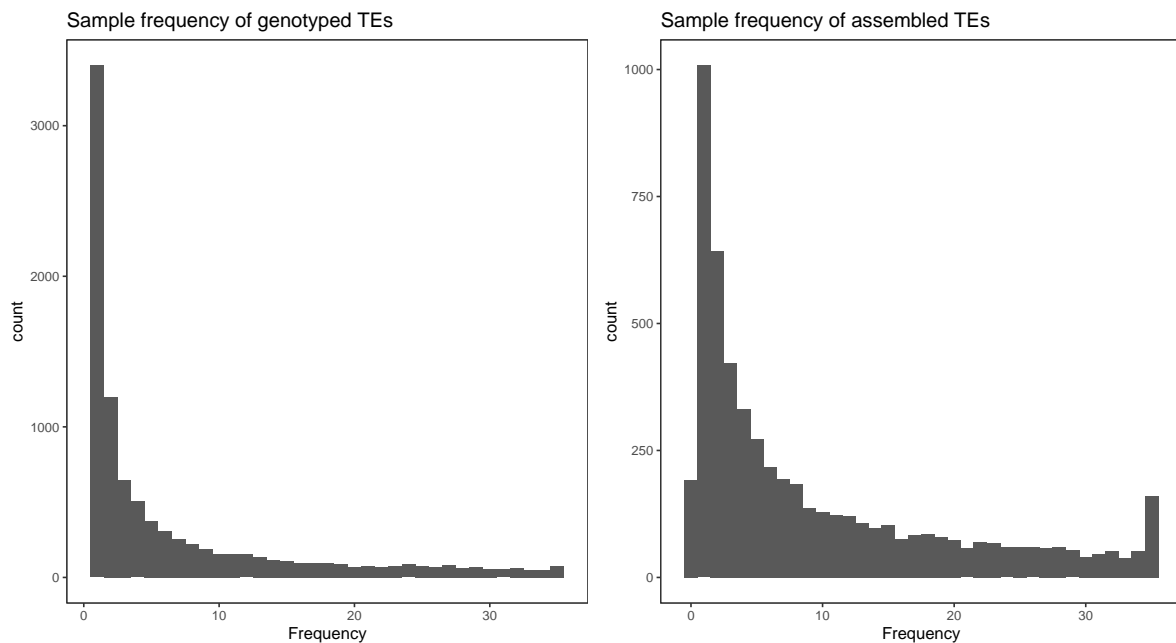 Sample frequency of genotyped TEs
3000
2000
1000
0
count
0 10 20 30
Frequency
Sample frequency of assembled TEs
1000
750
500
250
0
count
0 10 20 30
Frequency